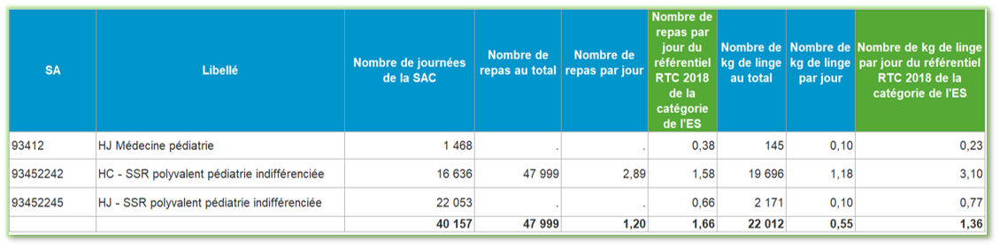 SA
Libellé
Nombre de journées
de la SAC
Nombre de
repas au total
Nombre de
repas par jour
Nombre de
repas par
jour du
référentiel
RTC 2018
de la
catégorie
de l'ES
Nombre de
kg de linge
au total
Nombre de
kg de linge
par jour
Nombre de kg de linge
par jour du référentiel
RTC 2018 de la
catégorie de l'ES
93412 HJ Médecine pédiatrie 1 468 . . 0,38 145 0,10 0,23
93452242 HC - SSR polyvalent pédiatrie indifférenciée 16 636 47 999 2,89 1,58 19 696 1,18 3,10
93452245 HJ - SSR polyvalent pédiatrie indifférenciée 22 053 . . 0,66 2 171 0,10 0,77
40 157 47 999 1,20 1,66 22 012 0,55 1,36